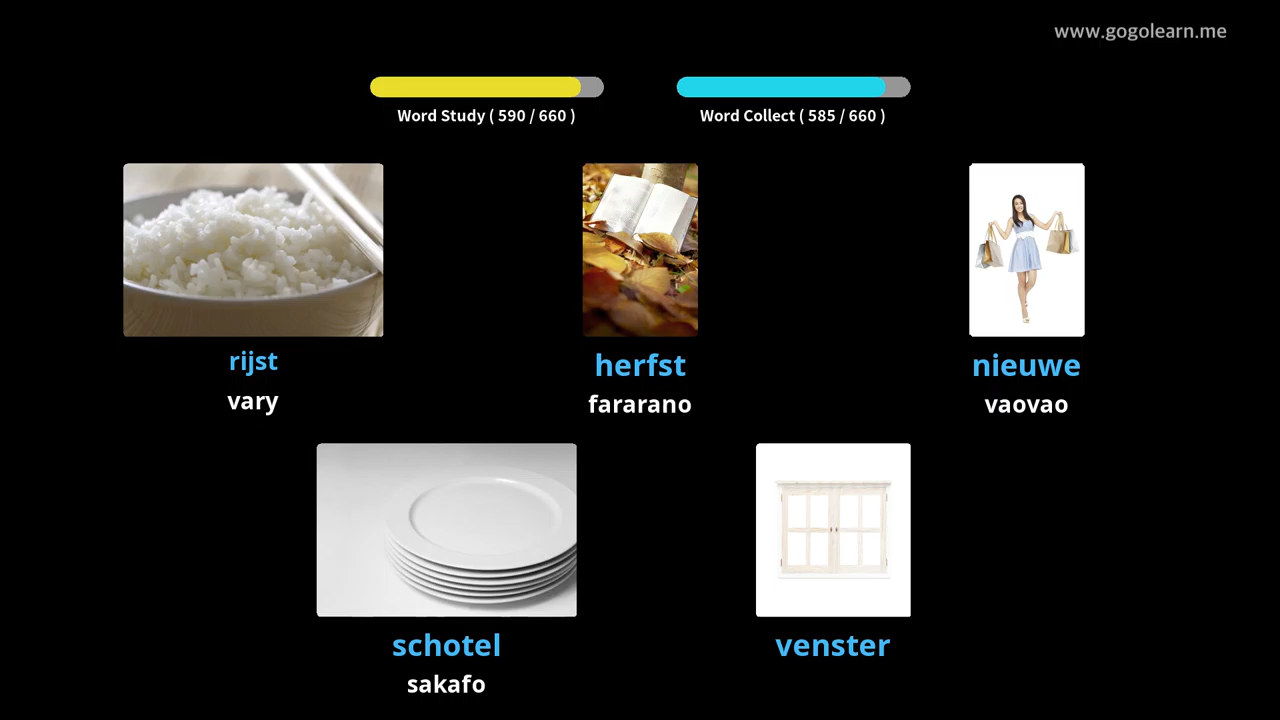 www.gogolearn.me
Word Study ( 590 / 660 )
Word Collect ( 585 / 660 )
rijst
vary
herfst
fararano
nieuwe
vaovao
schotel
sakafo
venster